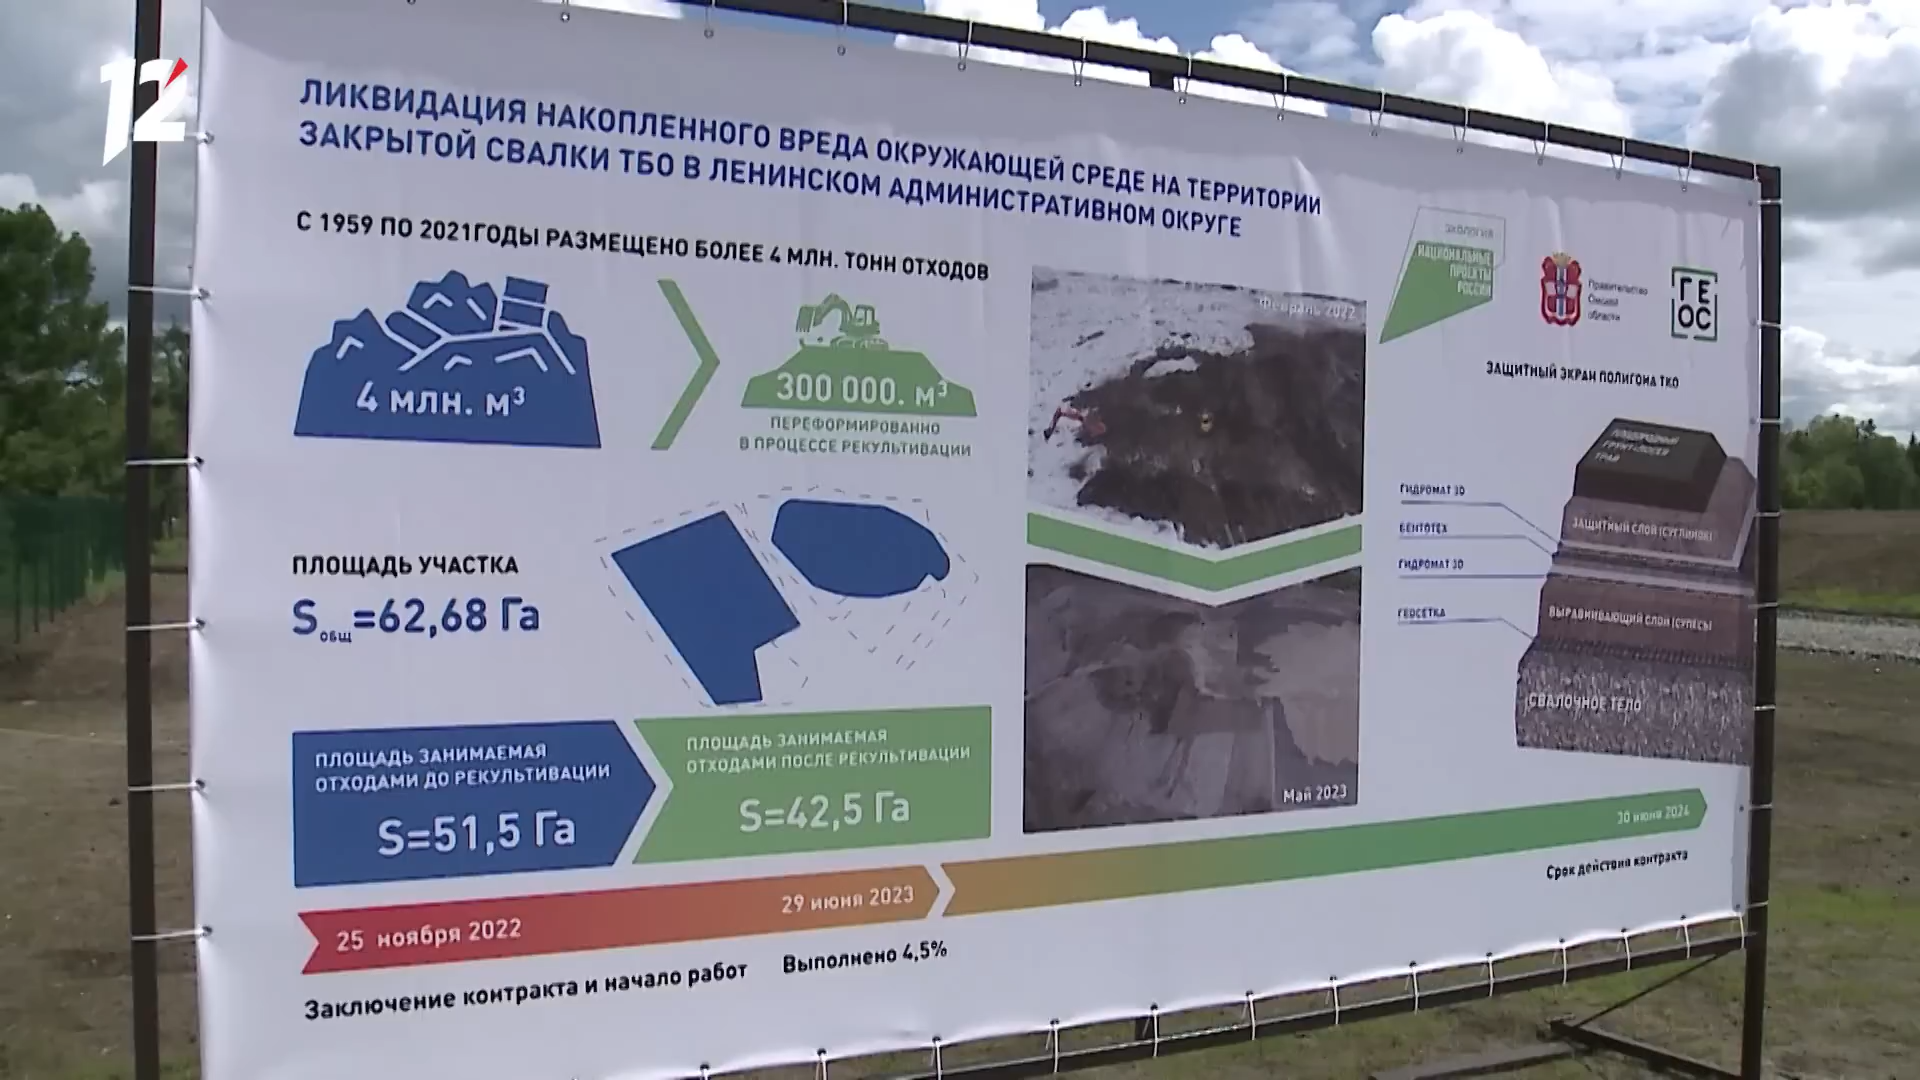 12
ЛИКВИДАЦИЯ НАКОПЛЕННОГО ВРЕДА ОКРУЖАЮЩЕЙ СРЕДЕ НА ТЕРРИТОРИИ
ЗАКРЫТОЙ СВАЛКИ ТБО В ЛЕНИНСКОМ АДМИНИСТРАТИВНОМ ОКРУГЕ
С 1959 ПО 2021ГОДЫ РАЗМЕЩЕНО БОЛЕЕ 4 МЛН. ТОНН ОТХОДОВ
4 МЛН. М³
300 000. М³
ПЕРЕФОРМИРОВАННО
В ПРОЦЕССЕ РЕКУЛЬТИВАЦИИ
ПЛОЩАДЬ УЧАСТКА
Sобщ=62,68 Га
ПЛОЩАДЬ ЗАНИМАЕМАЯ
ОТХОДАМИ ДО РЕКУЛЬТИВАЦИИ
S=51,5 Га
ПЛОЩАДЬ ЗАНИМАЕМАЯ
ОТХОДАМИ ПОСЛЕ РЕКУЛЬТИВАЦИИ
S=42,5 Га
Февраль 2022
Май 2023
ЭКОЛОГИЯ
НАЦИОНАЛЬНЫЕ
ПРОЕКТЫ
РОССИИ
Правительство
Омской
области
ГЕ
ОС
ЗАЩИТНЫЙ ЭКРАН ПОЛИГОНА ТКО
ПЛОДОРОДНЫЙ
ГРУНТ+ПОСЕВ
ТРАВ
ГИДРОМАТ 3D
ЗАЩИТНЫЙ СЛОЙ (СУГЛИНОК)
БЕНТОТЕХ
ГИДРОМАТ 3D
ГЕОСЕТКА
ВЫРАВНИВАЮЩИЙ СЛОЙ (СУПЕСЬ)
СВАЛОЧНОЕ ТЕЛО
25 ноября 2022
29 июня 2023
30 июня 2024
Заключение контракта и начало работ
Выполнено 4,5%
Срок действия контракта